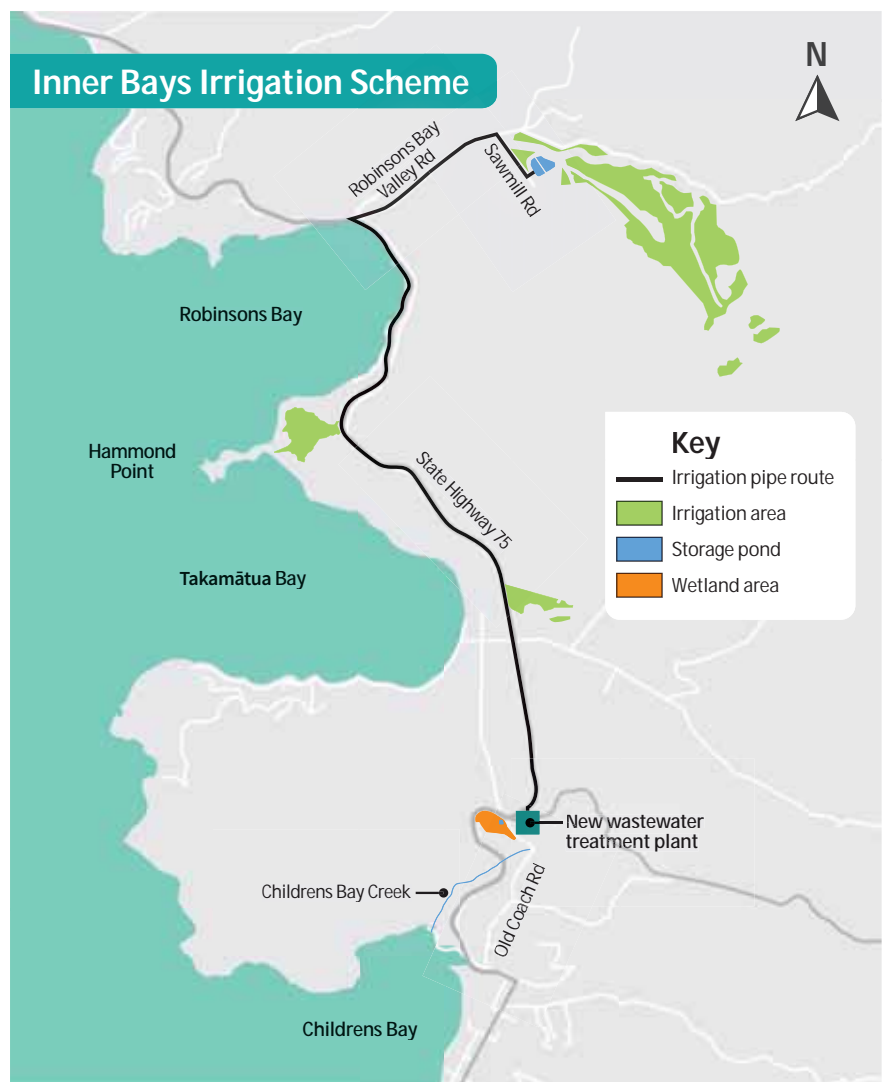 Inner Bays Irrigation Scheme
N
Robinsons Bay
Valley Rd
Sawmill Rd
Robinsons Bay
Hammond
Point
State Highway 75
Takamātua Bay
Key
Irrigation pipe route
Irrigation area
Storage pond
Wetland area
New wastewater
treatment plant
Childrens Bay Creek
Old Coach Rd
Childrens Bay